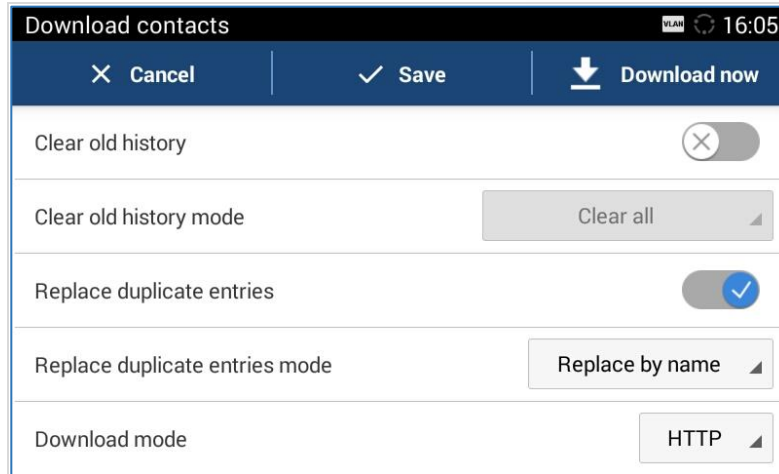 Download contacts VLAN 16:05
Cancel Save Download now
Clear old history
Clear old history mode Clear all
Replace duplicate entries
Replace duplicate entries mode Replace by name
Download mode HTTP